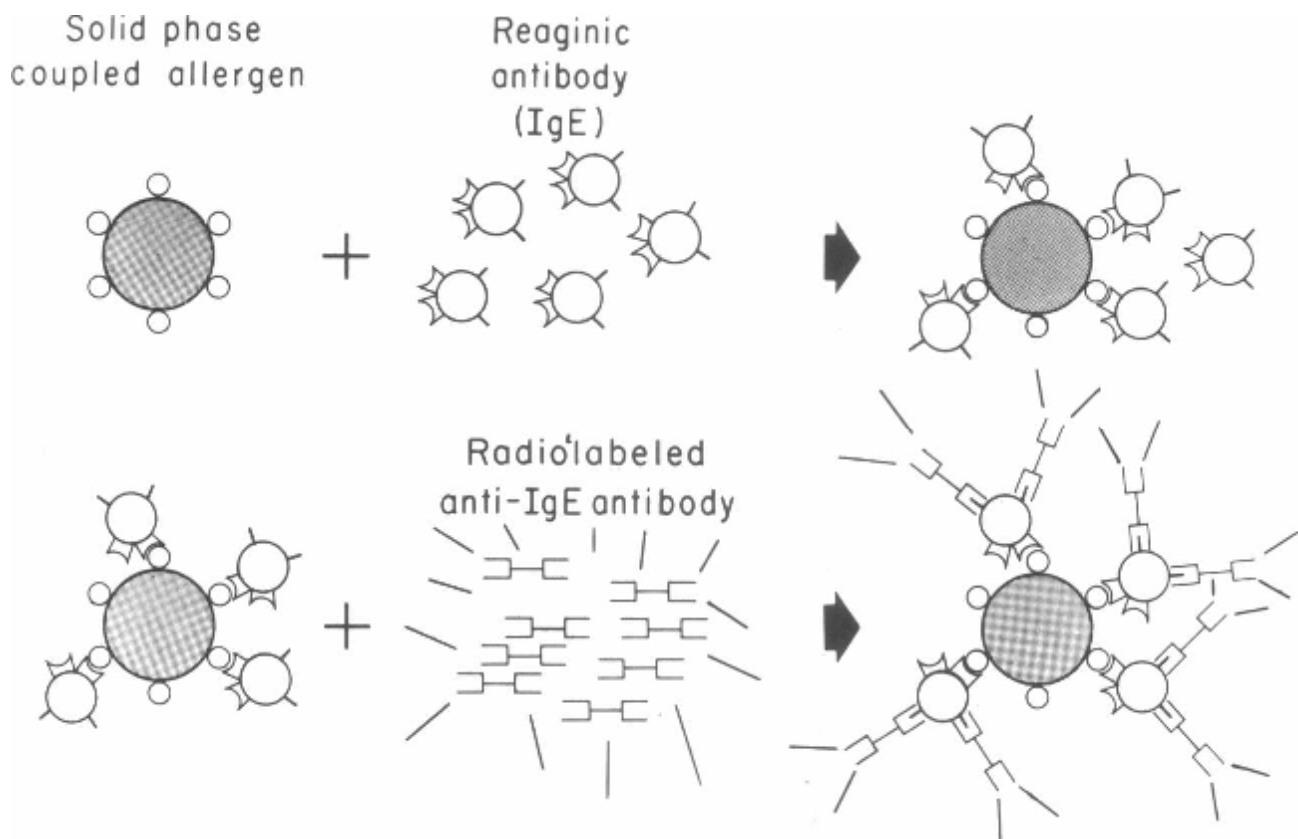 Solid phase
coupled allergen
Reaginic
antibody
(IgE)
Radiolabeled
anti-IgE antibody